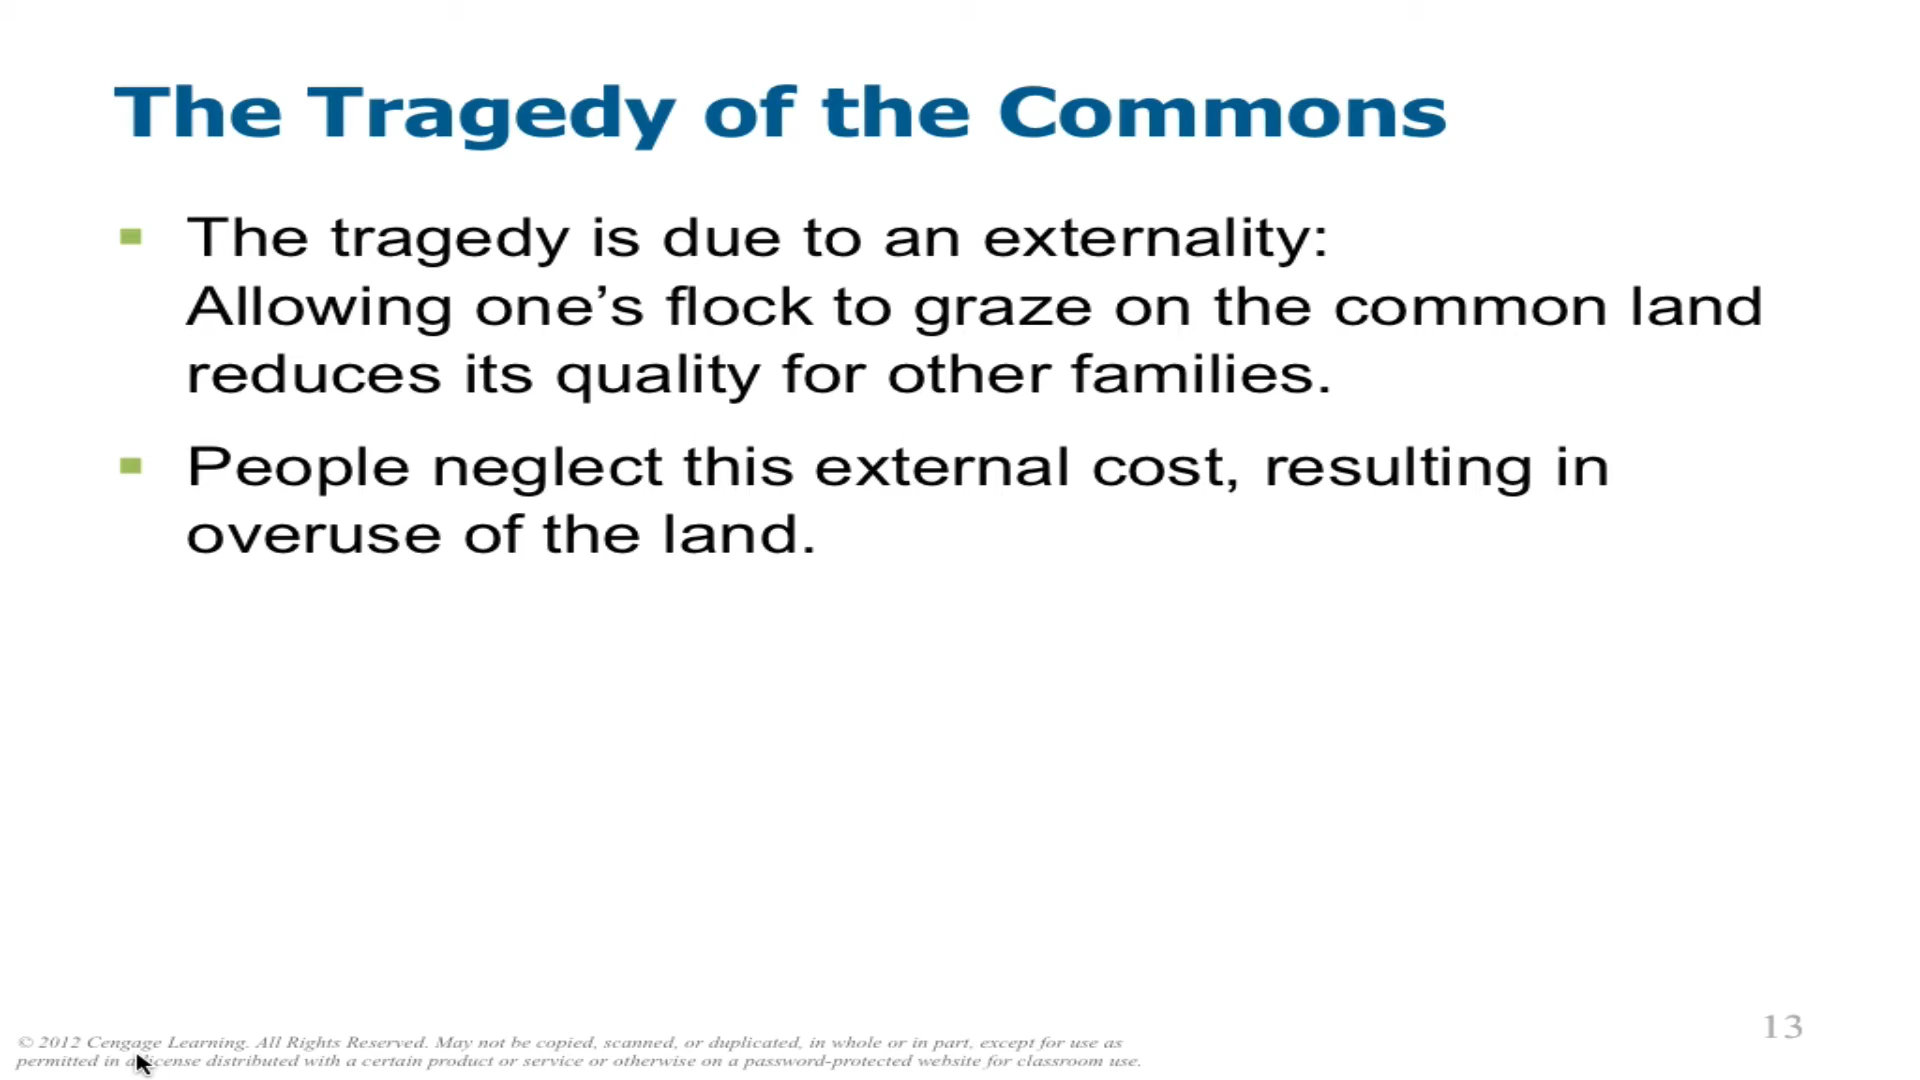 The Tragedy of the Commons
The tragedy is due to an externality:
Allowing one’s flock to graze on the common land
reduces its quality for other families.
People neglect this external cost, resulting in
overuse of the land.
13
© 2012 Cengage Learning. All Rights Reserved. May not be copied, scanned, or duplicated, in whole or in part, except for use as
permitted in a license distributed with a certain product or service or otherwise on a password-protected website for classroom use.